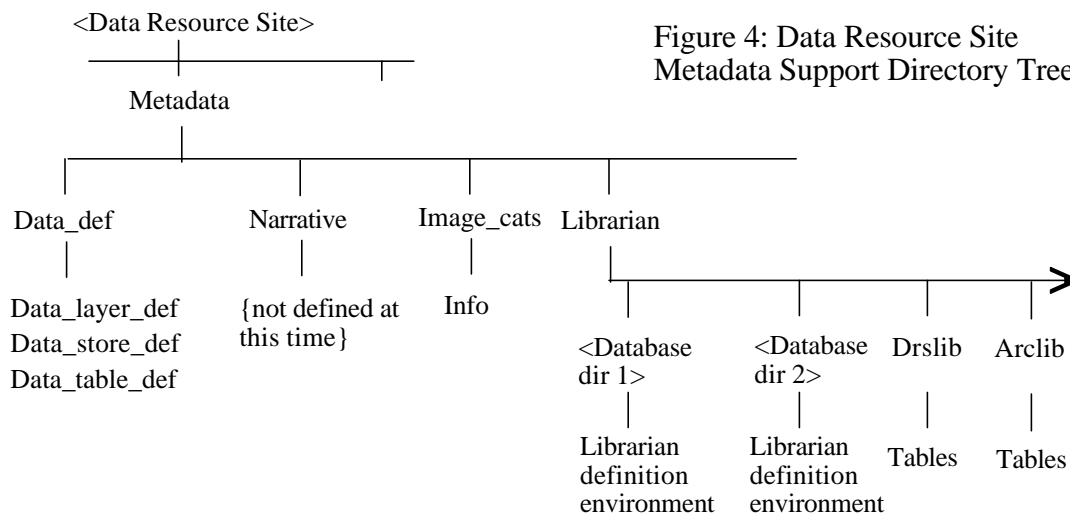 <Data Resource Site>
Figure 4: Data Resource Site
Metadata Support Directory Tree
Metadata
Data_def
Narrative
Image_cats
Librarian
Data_layer_def
Data_store_def
Data_table_def
{not defined at
this time}
Info
<Database
dir 1>
<Database
dir 2>
Drslib
Arclib
Librarian
definition
environment
Librarian
definition
environment
Tables
Tables